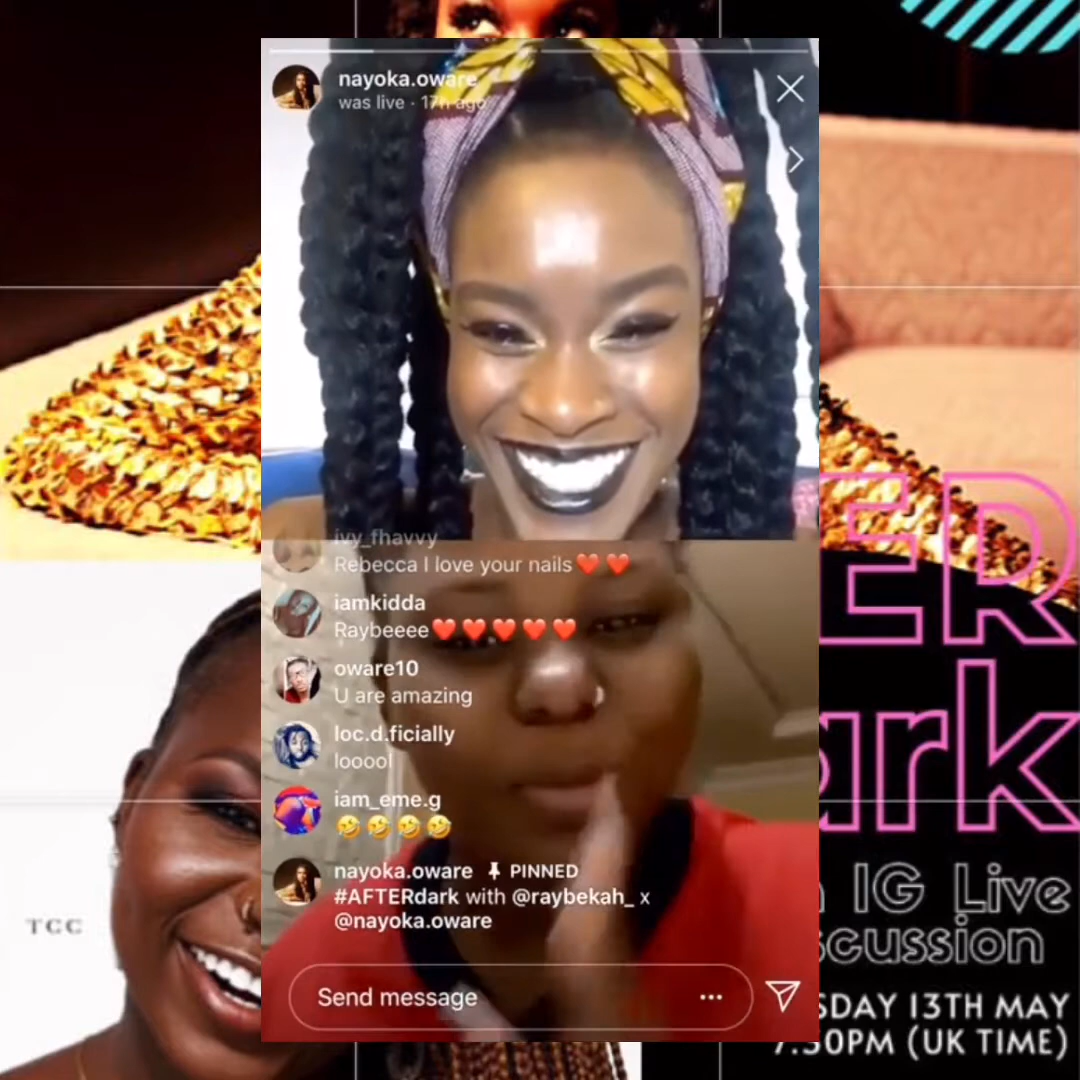 nayoka.oware
was live · 17h ago
ivy_fhavvy
Rebecca I love your nails❤️ ❤️
iamkidda
Raybeeee❤️❤️❤️❤️❤️
oware10
U are amazing
loc.d.ficially
looool
iam_eme.g
🤣🤣🤣🤣
nayoka.oware 📌 PINNED
#AFTERdark with @raybekah_ x
@nayoka.oware
Send message
TCC
ER
ark
IG Live
scussion
SDAY 13TH MAY
7.30PM (UK TIME)